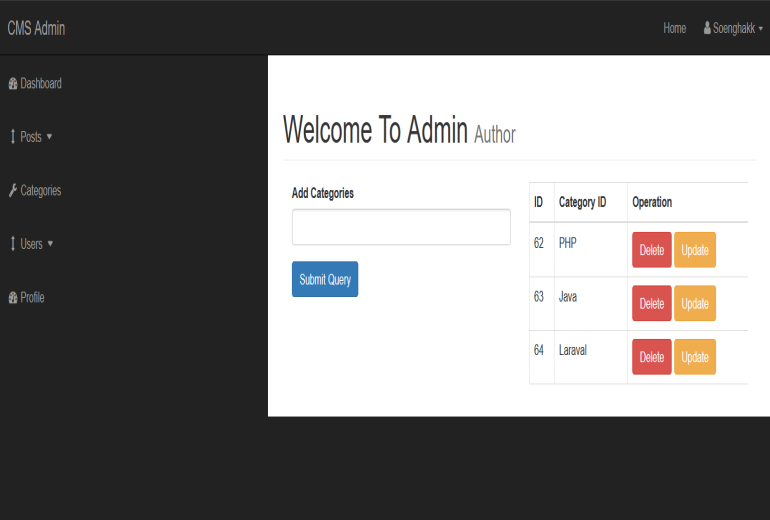 CMS Admin
Home Soenghakk
Dashboard
Posts
Categories
Users
Profile
Welcome To Admin Author
Add Categories
Submit Query
ID Category ID Operation
62 PHP Delete Update
63 Java Delete Update
64 Laraval Delete Update